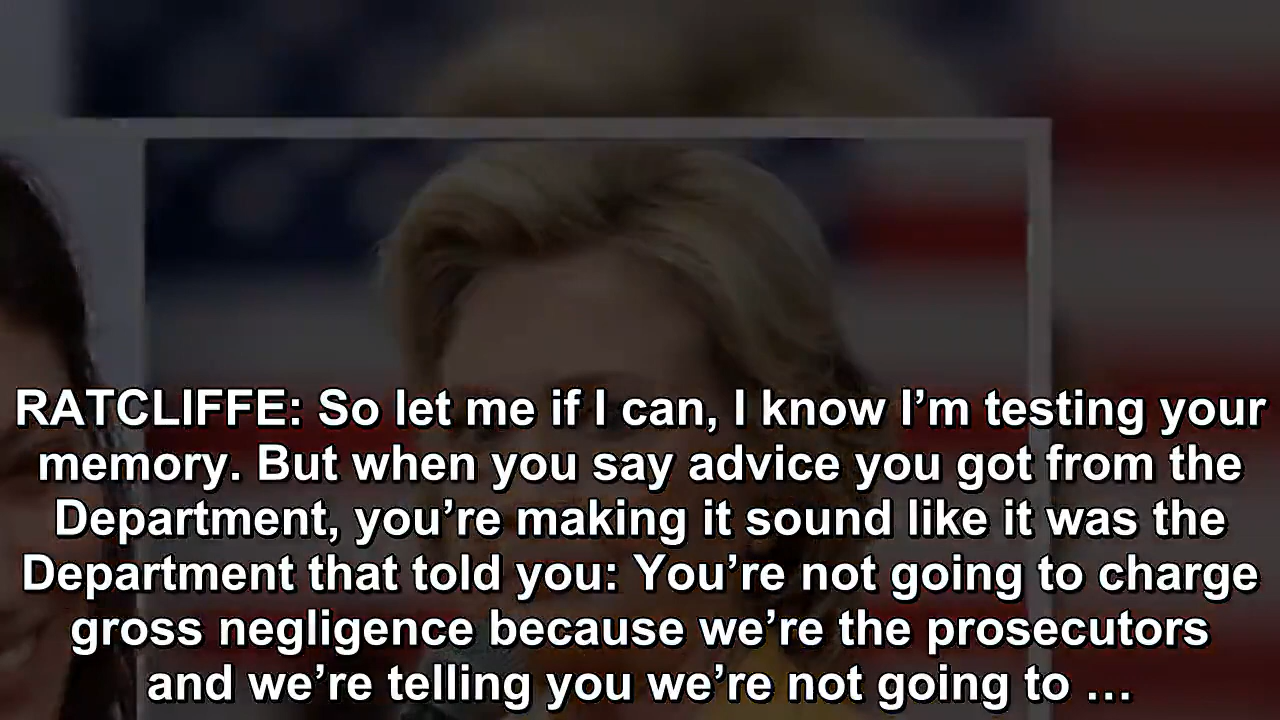 RATCLIFFE: So let me if I can, I know I’m testing your
memory. But when you say advice you got from the
Department, you’re making it sound like it was the
Department that told you: You’re not going to charge
gross negligence because we’re the prosecutors
and we’re telling you we’re not going to …